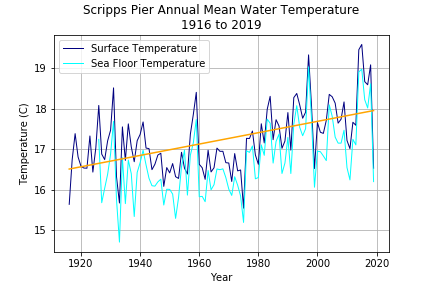 Scripps Pier Annual Mean Water Temperature
1916 to 2019
Surface Temperature
Sea Floor Temperature
Temperature (C)
19
18
17
16
15
1920
1940
1960
1980
2000
2020
Year